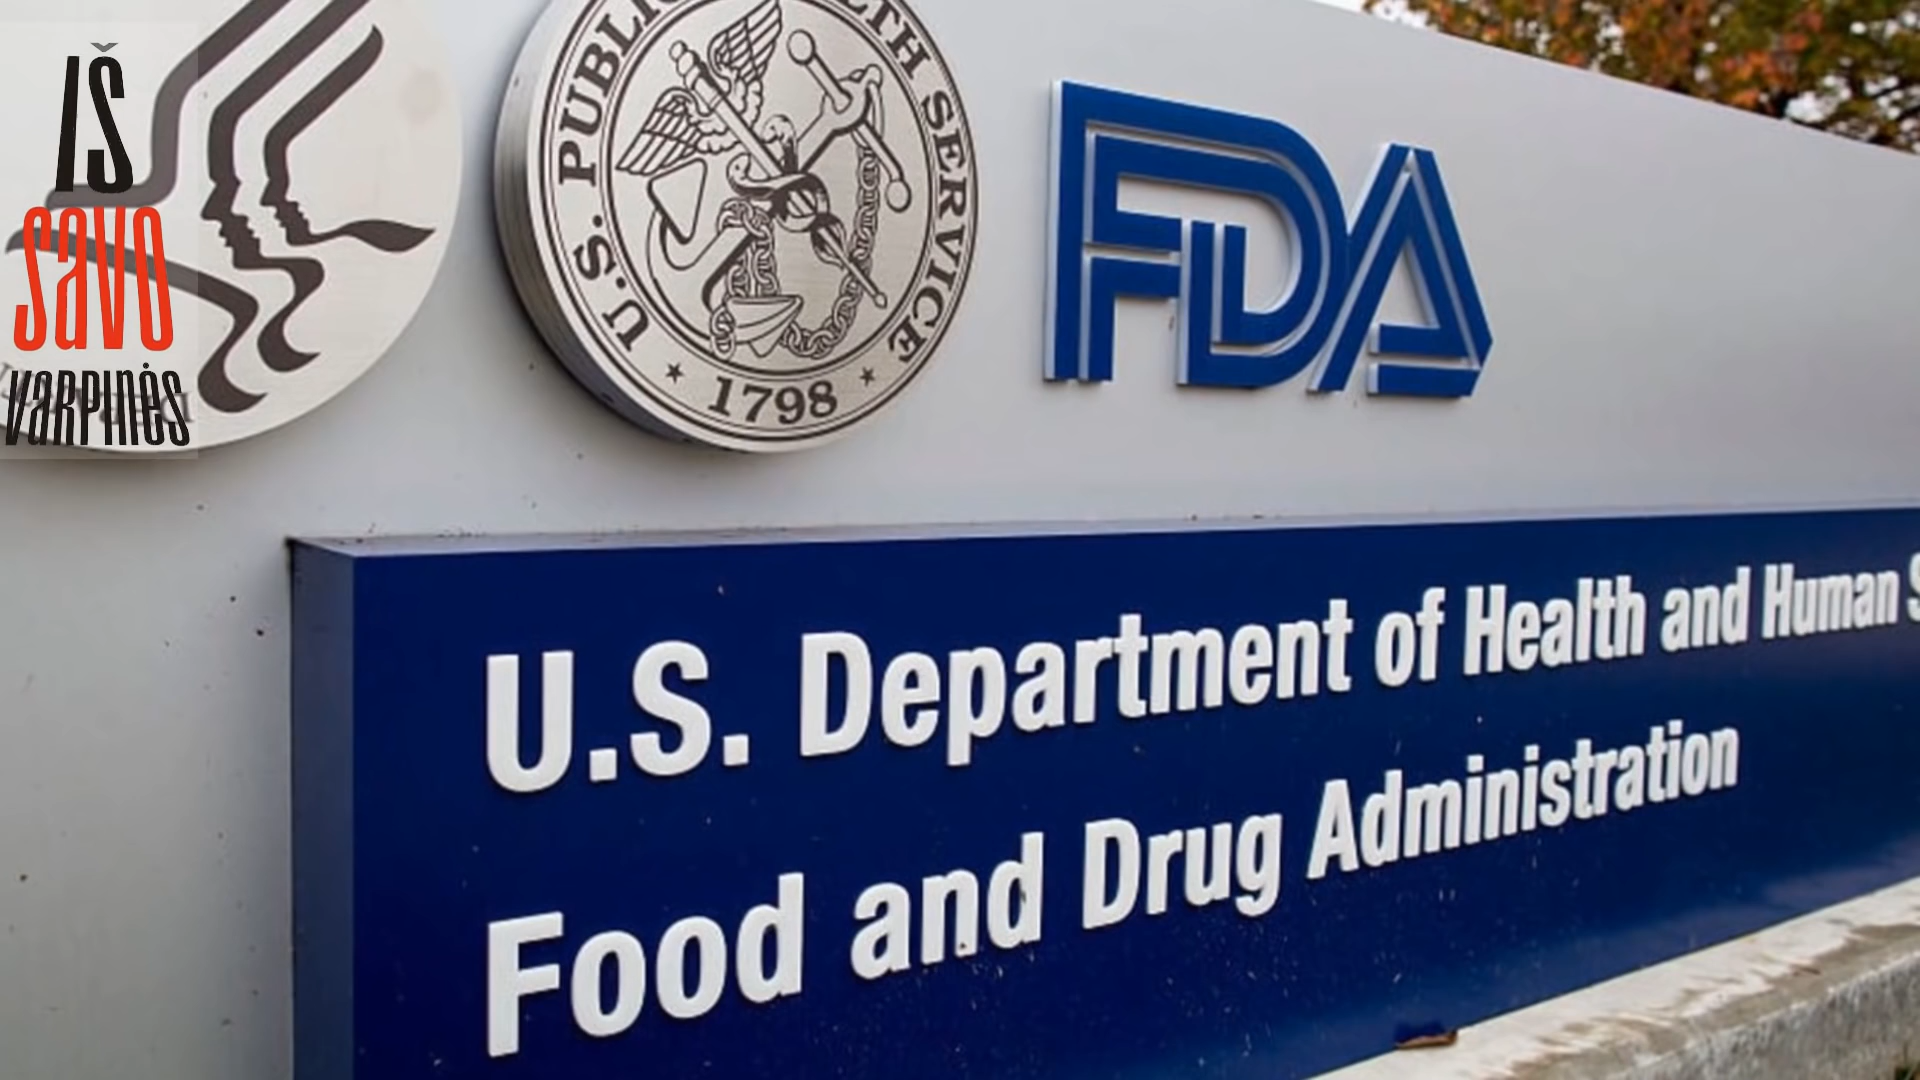 IŠ
savo
varpinės
U.S. PUBLIC HEALTH SERVICE
1798
FDA
U.S. Department of Health and Human S
Food and Drug Administration